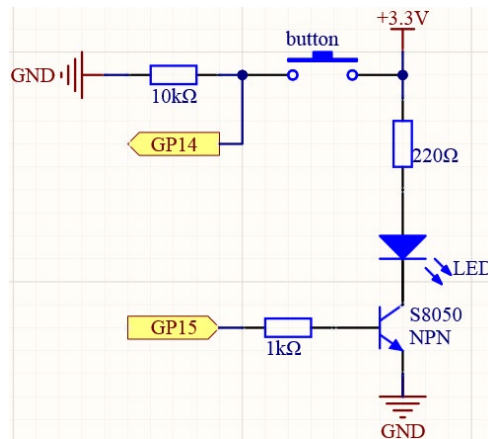 +3.3V
button
GND
10kΩ
GP14
220Ω
LED
GP15
1kΩ
S8050
NPN
GND